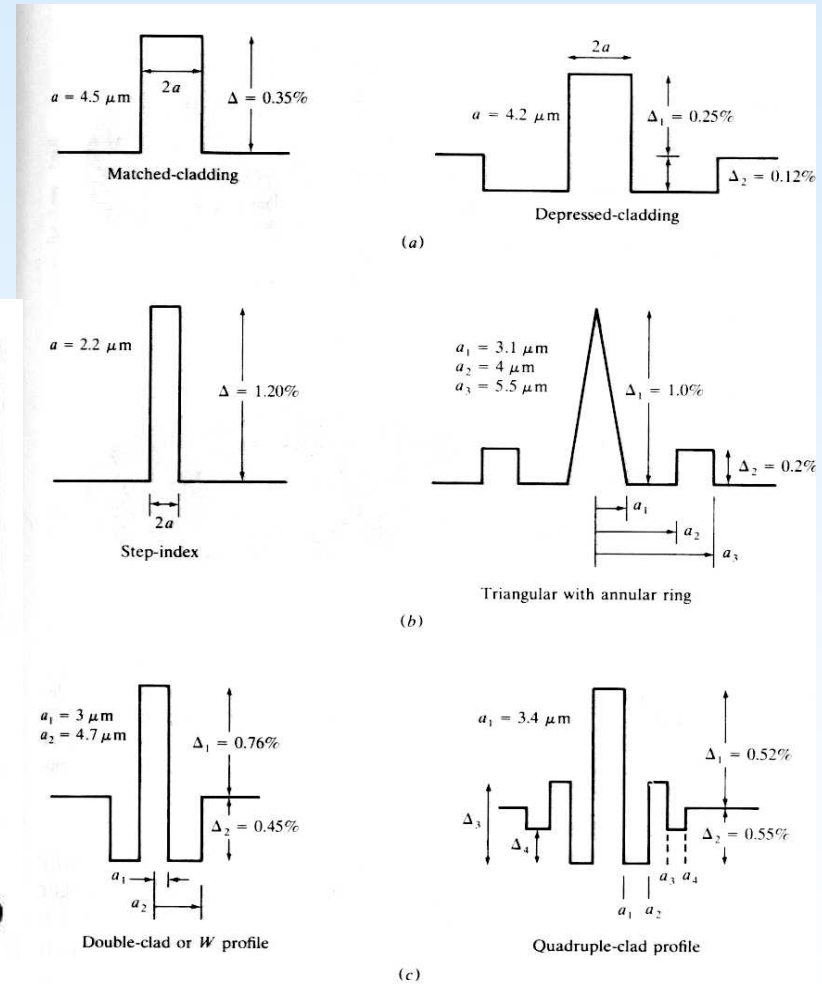 a = 4.5 μm
2a
Δ = 0.35%
Matched-cladding
2a
a = 4.2 μm
Δ₁ = 0.25%
Δ₂ = 0.12%
Depressed-cladding
(a)
a = 2.2 μm
Δ = 1.20%
2a
Step-index
a₁ = 3.1 μm
a₂ = 4 μm
a₃ = 5.5 μm
Δ₁ = 1.0%
Δ₂ = 0.2%
a₁
a₂
a₃
Triangular with annular ring
(b)
a₁ = 3 μm
a₂ = 4.7 μm
Δ₁ = 0.76%
Δ₂ = 0.45%
a₁
a₂
Double-clad or W profile
a₁ = 3.4 μm
Δ₁ = 0.52%
Δ₃
Δ₄
Δ₂ = 0.55%
a₃ a₄
a₁ a₂
Quadruple-clad profile
(c)